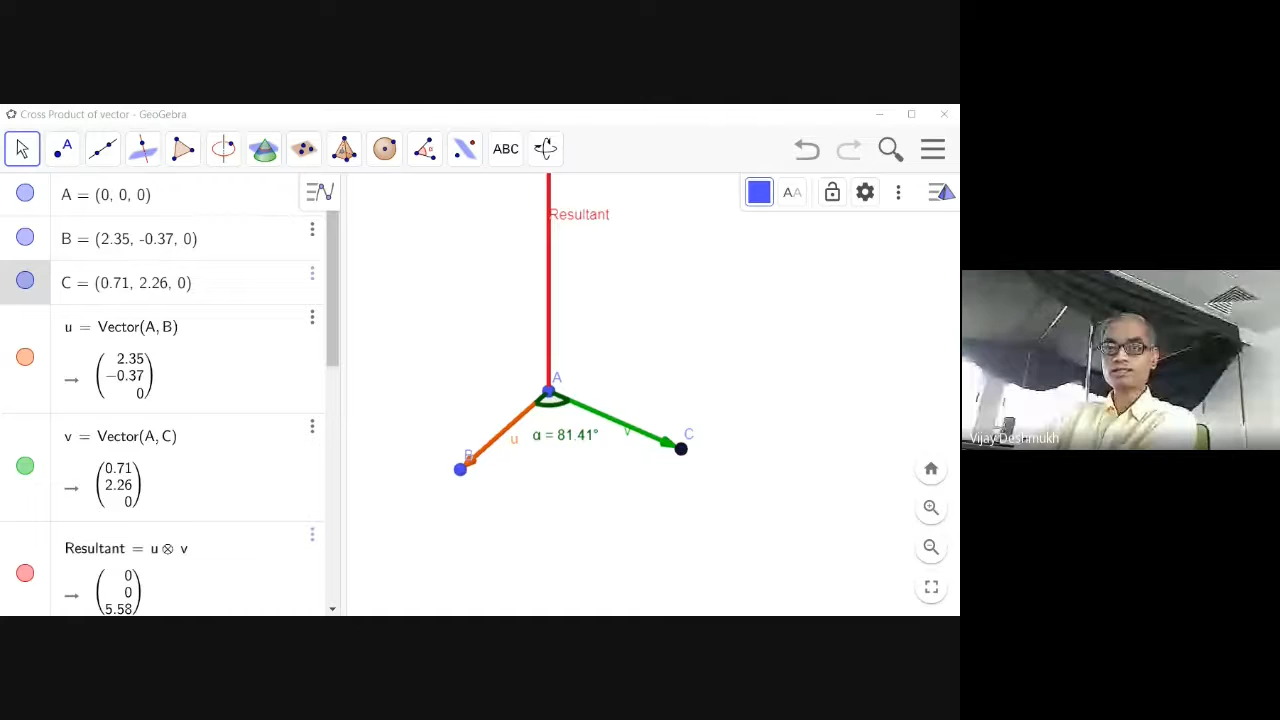 Cross Product of vector - GeoGebra
A
α
ABC
A = (0, 0, 0)
B = (2.35, -0.37, 0)
C = (0.71, 2.26, 0)
u = Vector(A, B)
→ (2.35
−0.37
0)
v = Vector(A, C)
→ (0.71
2.26
0)
Resultant = u ⊗ v
→ (0
0
5.58
AA
Resultant
A
B
u
α = 81.41°
v
C
Vijay Deshmukh